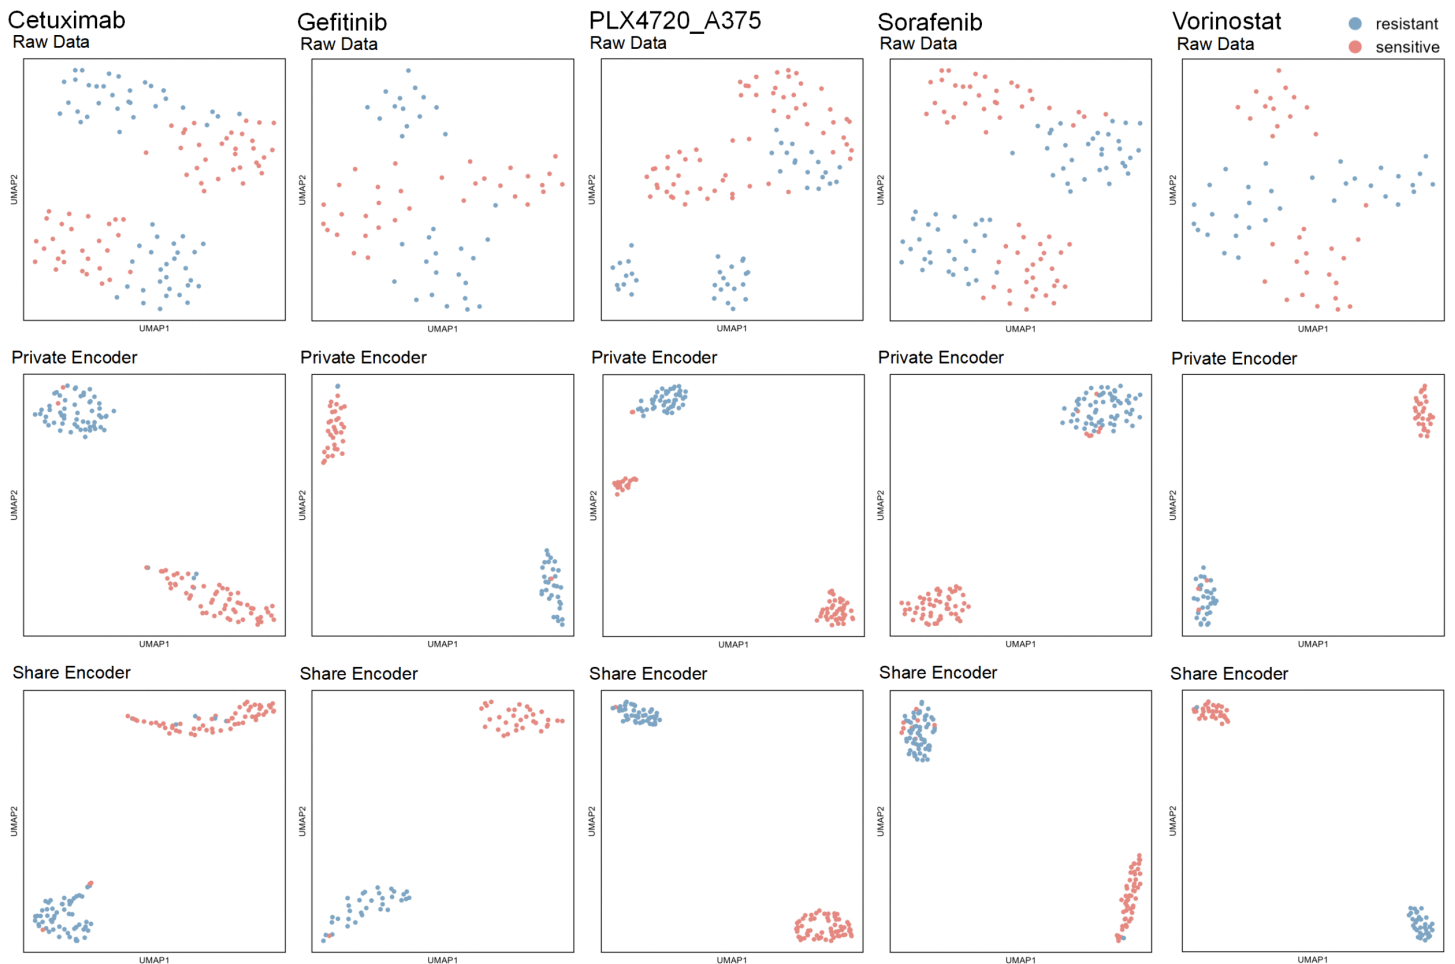 Cetuximab
Raw Data
UMAP2
UMAP1
Gefitinib
Raw Data
UMAP2
UMAP1
PLX4720_A375
Raw Data
UMAP2
UMAP1
Sorafenib
Raw Data
UMAP2
UMAP1
Vorinostat
Raw Data
UMAP2
UMAP1
resistant
sensitive
Private Encoder
UMAP2
UMAP1
Private Encoder
UMAP2
UMAP1
Private Encoder
UMAP2
UMAP1
Private Encoder
UMAP2
UMAP1
Private Encoder
UMAP2
UMAP1
Share Encoder
UMAP2
UMAP1
Share Encoder
UMAP2
UMAP1
Share Encoder
UMAP2
UMAP1
Share Encoder
UMAP2
UMAP1
Share Encoder
UMAP2
UMAP1